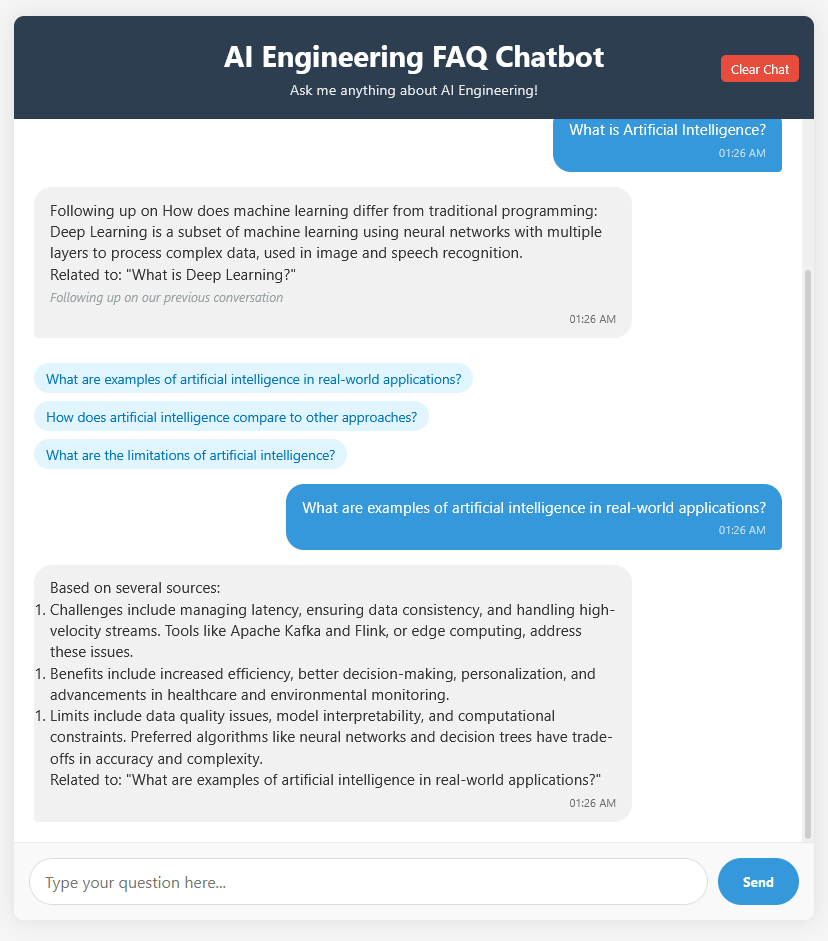 AI Engineering FAQ Chatbot
Ask me anything about AI Engineering!
Clear Chat
What is Artificial Intelligence?
01:26 AM
Following up on How does machine learning differ from traditional programming:
Deep Learning is a subset of machine learning using neural networks with multiple
layers to process complex data, used in image and speech recognition.
Related to: "What is Deep Learning?"
Following up on our previous conversation
01:26 AM
What are examples of artificial intelligence in real-world applications?
How does artificial intelligence compare to other approaches?
What are the limitations of artificial intelligence?
What are examples of artificial intelligence in real-world applications?
01:26 AM
Based on several sources:
1. Challenges include managing latency, ensuring data consistency, and handling high-
velocity streams. Tools like Apache Kafka and Flink, or edge computing, address
these issues.
1. Benefits include increased efficiency, better decision-making, personalization, and
advancements in healthcare and environmental monitoring.
1. Limits include data quality issues, model interpretability, and computational
constraints. Preferred algorithms like neural networks and decision trees have trade-
offs in accuracy and complexity.
Related to: "What are examples of artificial intelligence in real-world applications?"
01:26 AM
Type your question here...
Send